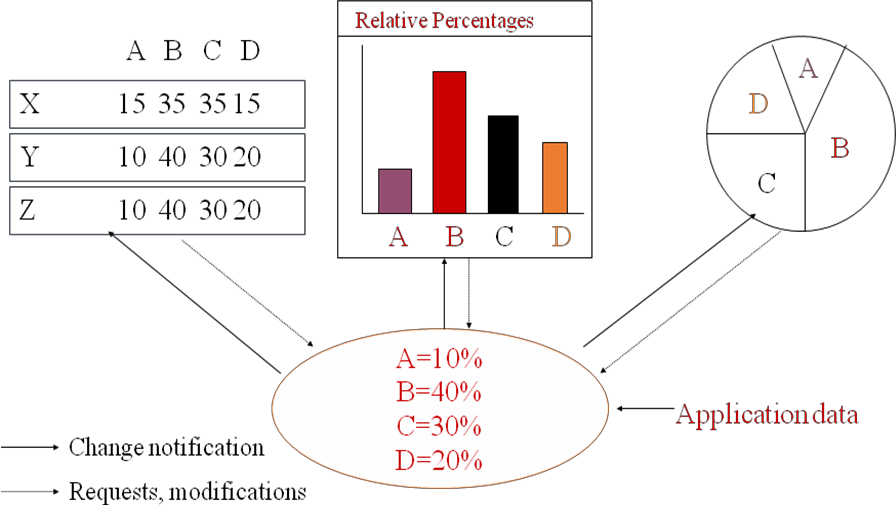 A B C D
X 15 35 35 15
Y 10 40 30 20
Z 10 40 30 20
Relative Percentages
A B C D
A
B
C
D
A=10%
B=40%
C=30%
D=20%
Application data
Change notification
Requests, modifications